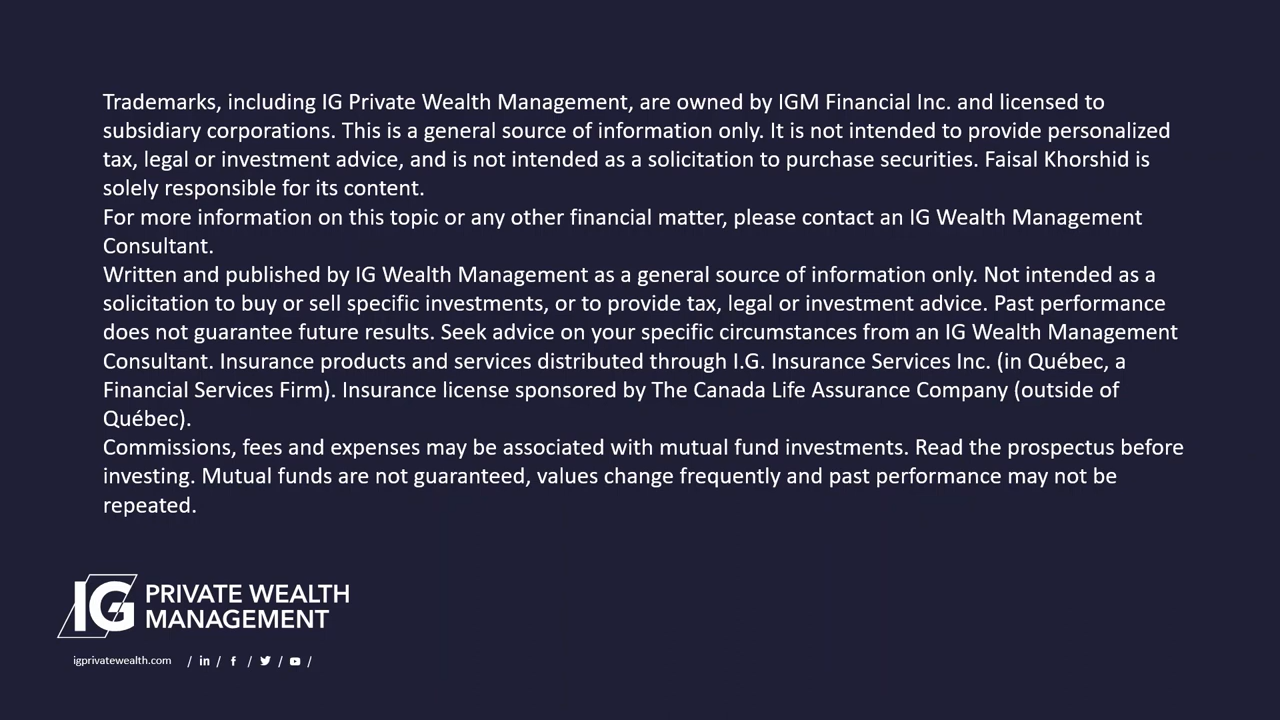 Trademarks, including IG Private Wealth Management, are owned by IGM Financial Inc. and licensed to
subsidiary corporations. This is a general source of information only. It is not intended to provide personalized
tax, legal or investment advice, and is not intended as a solicitation to purchase securities. Faisal Khorshid is
solely responsible for its content.
For more information on this topic or any other financial matter, please contact an IG Wealth Management
Consultant.
Written and published by IG Wealth Management as a general source of information only. Not intended as a
solicitation to buy or sell specific investments, or to provide tax, legal or investment advice. Past performance
does not guarantee future results. Seek advice on your specific circumstances from an IG Wealth Management
Consultant. Insurance products and services distributed through I.G. Insurance Services Inc. (in Québec, a
Financial Services Firm). Insurance license sponsored by The Canada Life Assurance Company (outside of
Québec).
Commissions, fees and expenses may be associated with mutual fund investments. Read the prospectus before
investing. Mutual funds are not guaranteed, values change frequently and past performance may not be
repeated.
IG PRIVATE WEALTH
MANAGEMENT
igprivatewealth.com / in / f / / /